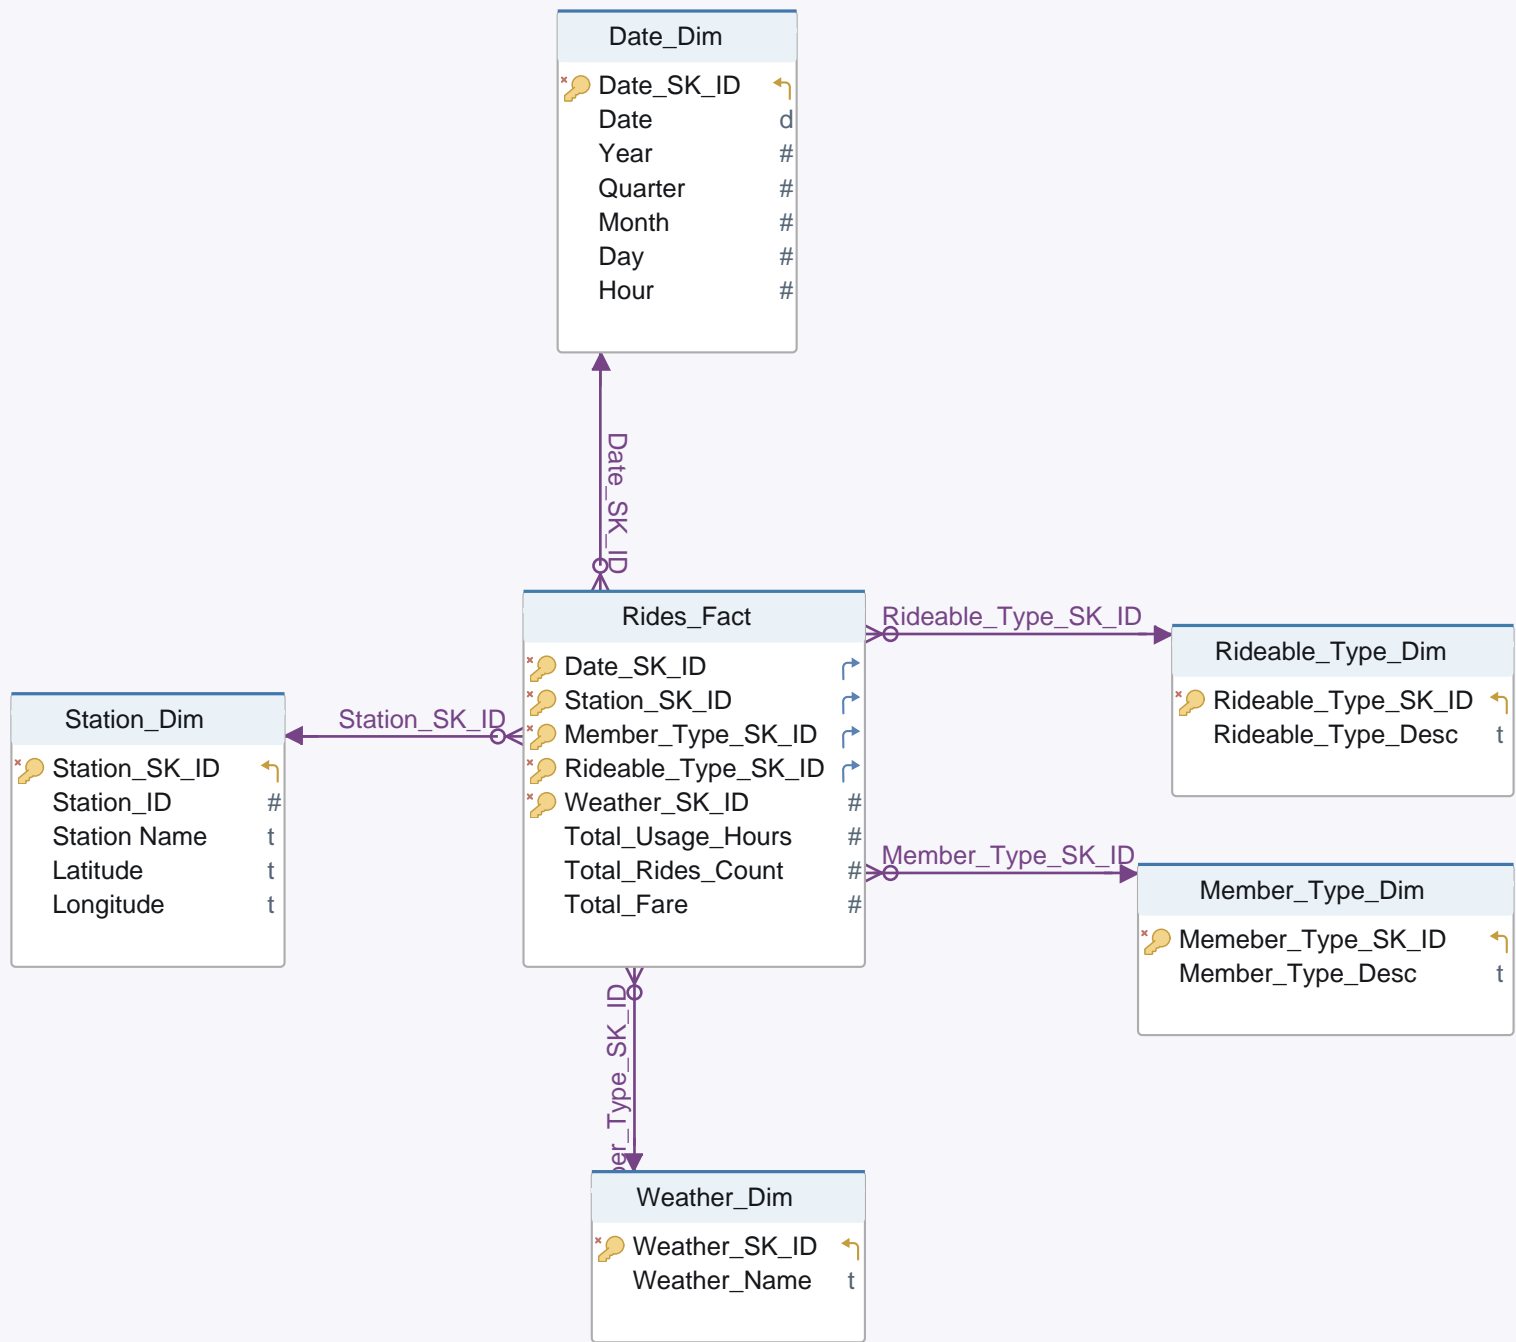 Date_Dim
Date_SK_ID
Date d
Year #
Quarter #
Month #
Day #
Hour #
Date_SK_ID
Rides_Fact
Date_SK_ID
Station_SK_ID
Member_Type_SK_ID
Rideable_Type_SK_ID
Weather_SK_ID #
Total_Usage_Hours #
Total_Rides_Count #
Total_Fare #
Rideable_Type_SK_ID
Rideable_Type_Dim
Rideable_Type_SK_ID
Rideable_Type_Desc t
Station_SK_ID
Station_Dim
Station_SK_ID
Station_ID #
Station Name t
Latitude t
Longitude t
Member_Type_SK_ID
Member_Type_Dim
Memeber_Type_SK_ID
Member_Type_Desc t
ber_Type_SK_ID
Weather_Dim
Weather_SK_ID
Weather_Name t